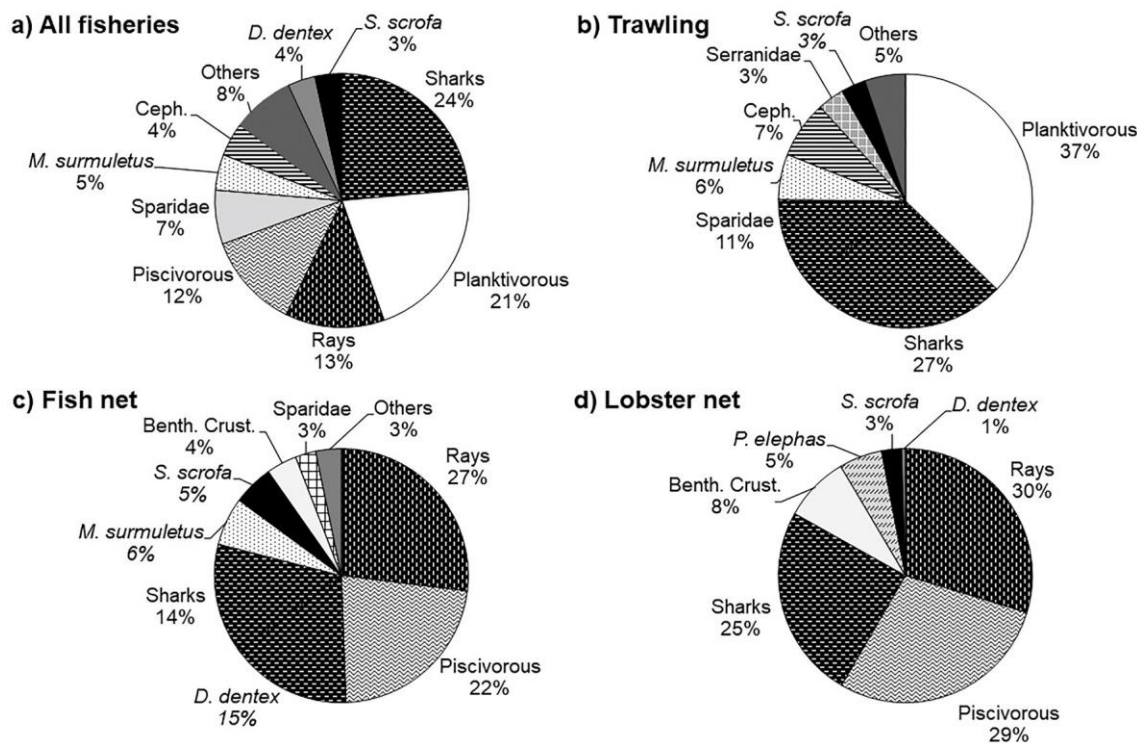 a) All fisheries
S. scrofa
3%
D. dentex
4%
Others
8%
Ceph.
4%
M. surmuletus
5%
Sparidae
7%
Piscivorous
12%
Rays
13%
Planktivorous
21%
Sharks
24%
b) Trawling
S. scrofa
3%
Others
5%
Serranidae
3%
Ceph.
7%
M. surmuletus
6%
Sparidae
11%
Sharks
27%
Planktivorous
37%
c) Fish net
Sparidae
3%
Others
3%
Benth. Crust.
4%
S. scrofa
5%
M. surmuletus
6%
Sharks
14%
D. dentex
15%
Piscivorous
22%
Rays
27%
d) Lobster net
S. scrofa
3%
D. dentex
1%
P. elephas
5%
Benth. Crust.
8%
Sharks
25%
Piscivorous
29%
Rays
30%